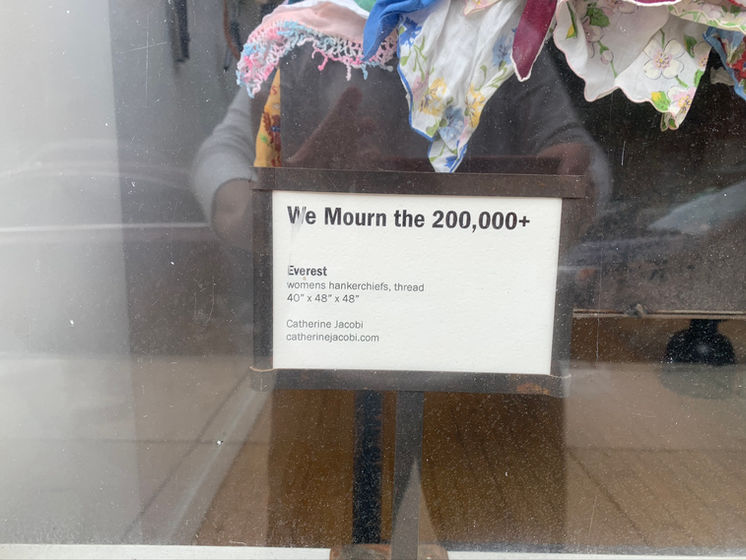 We Mourn the 200,000+
Everest
womens hankerchiefs, thread
40" x 48" x 48"
Catherine Jacobi
catherinejacobi.com